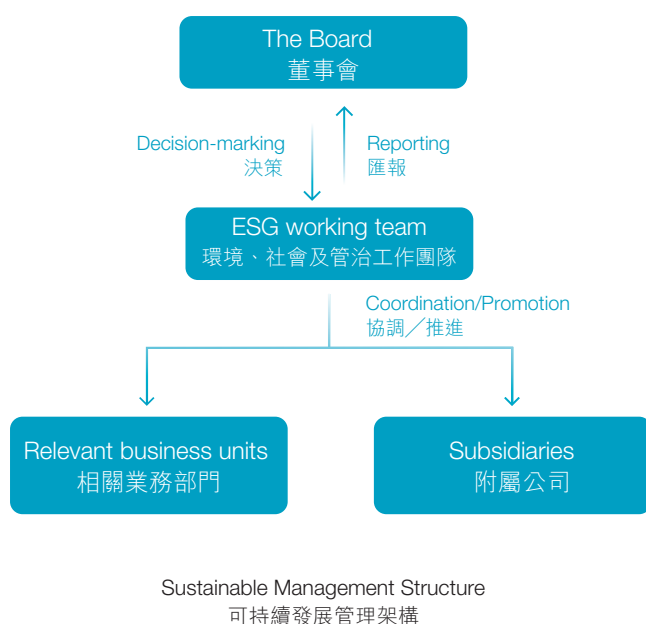 The Board
董事會
Decision-marking
決策
Reporting
匯報
ESG working team
環境、社會及管治工作團隊
Coordination/Promotion
協調／推進
Relevant business units
相關業務部門
Subsidiaries
附屬公司
Sustainable Management Structure
可持續發展管理架構